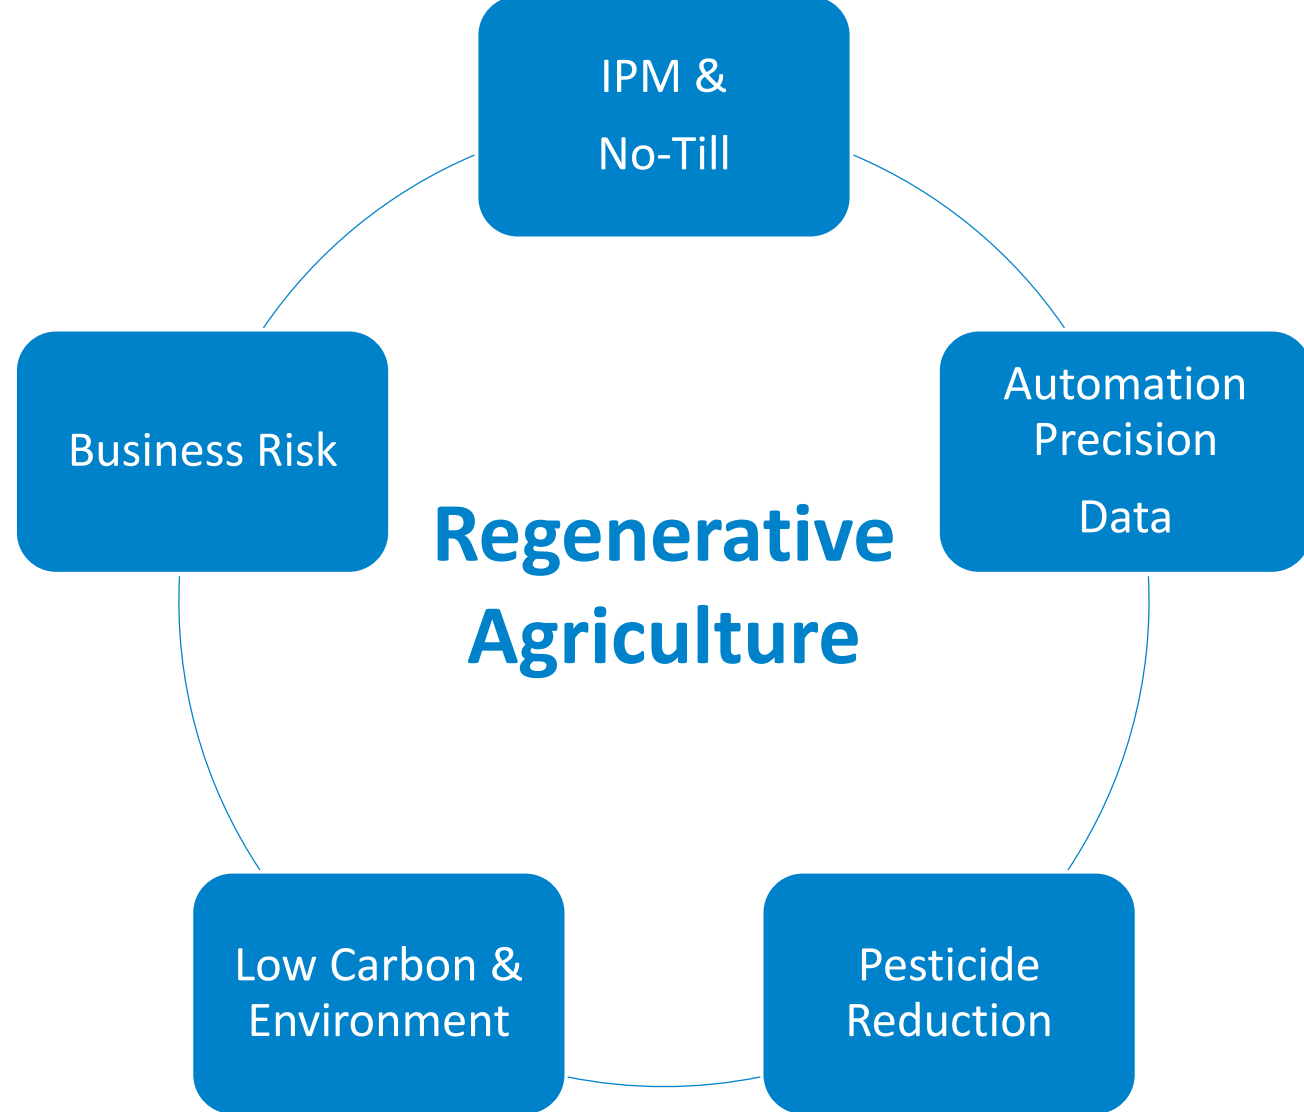 IPM &
No-Till
Automation
Precision
Data
Business Risk
Regenerative
Agriculture
Low Carbon &
Environment
Pesticide
Reduction